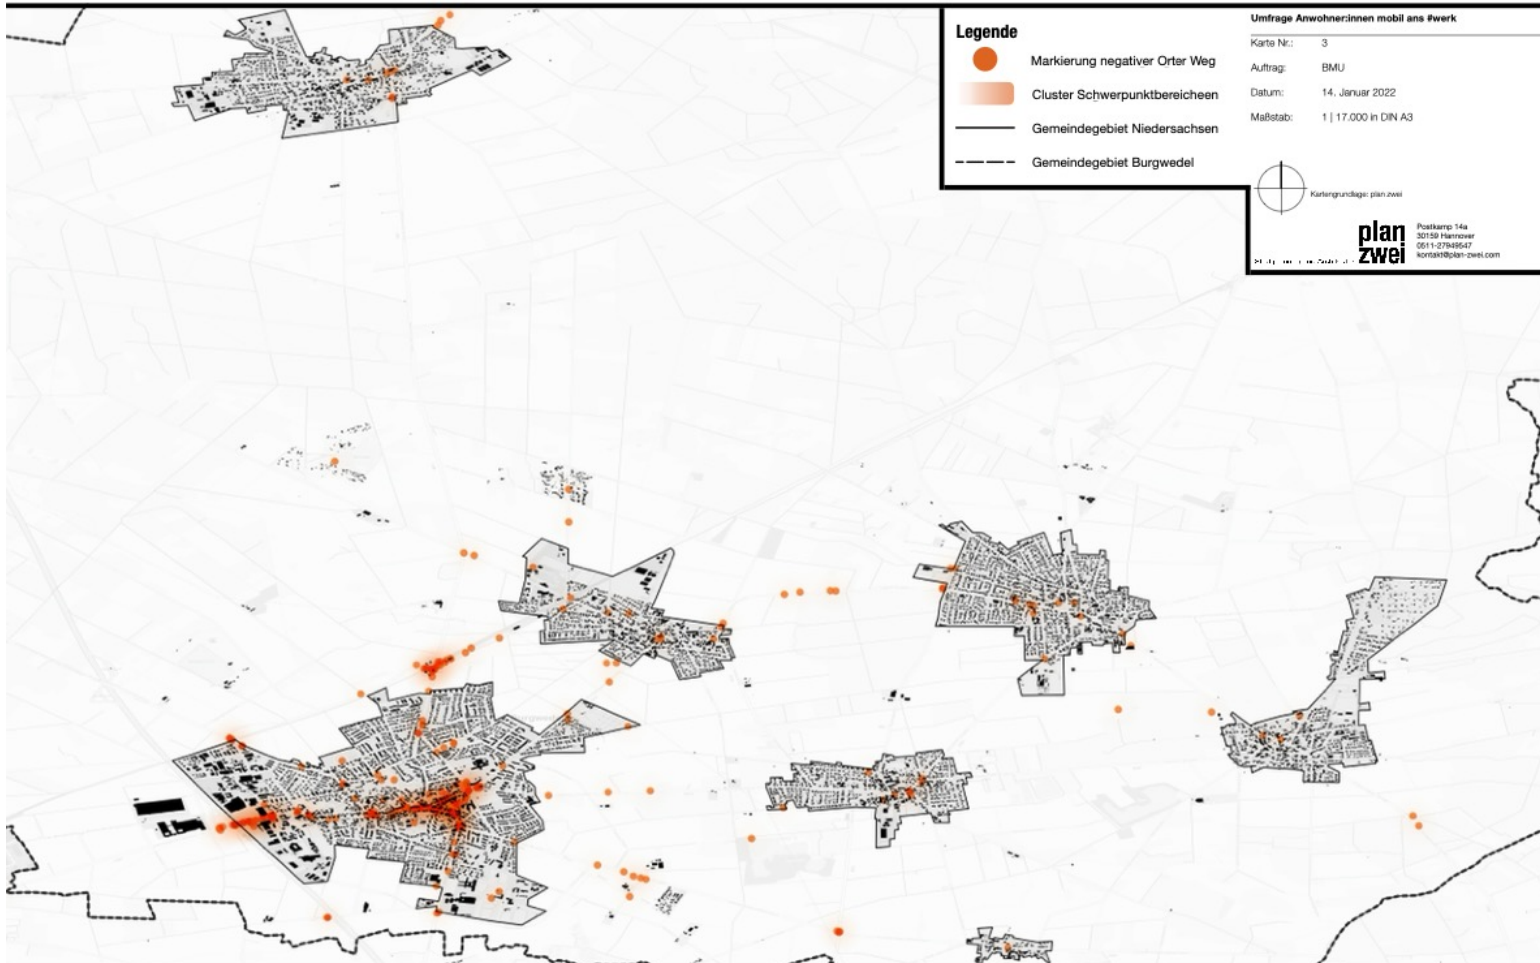 Legende
Markierung negativer Orter Weg
Cluster Schwerpunktbereicheen
Gemeindegebiet Niedersachsen
Gemeindegebiet Burgwedel
Umfrage Anwohner:innen mobil ans #werk
Karte Nr.: 3
Auftrag: BMU
Datum: 14. Januar 2022
Maßstab: 1 | 17.000 in DIN A3
Kartengrundlage: plan zwei
plan
zwei
Postkamp 14a
30159 Hannover
0511-27949547
kontakt@plan-zwei.com